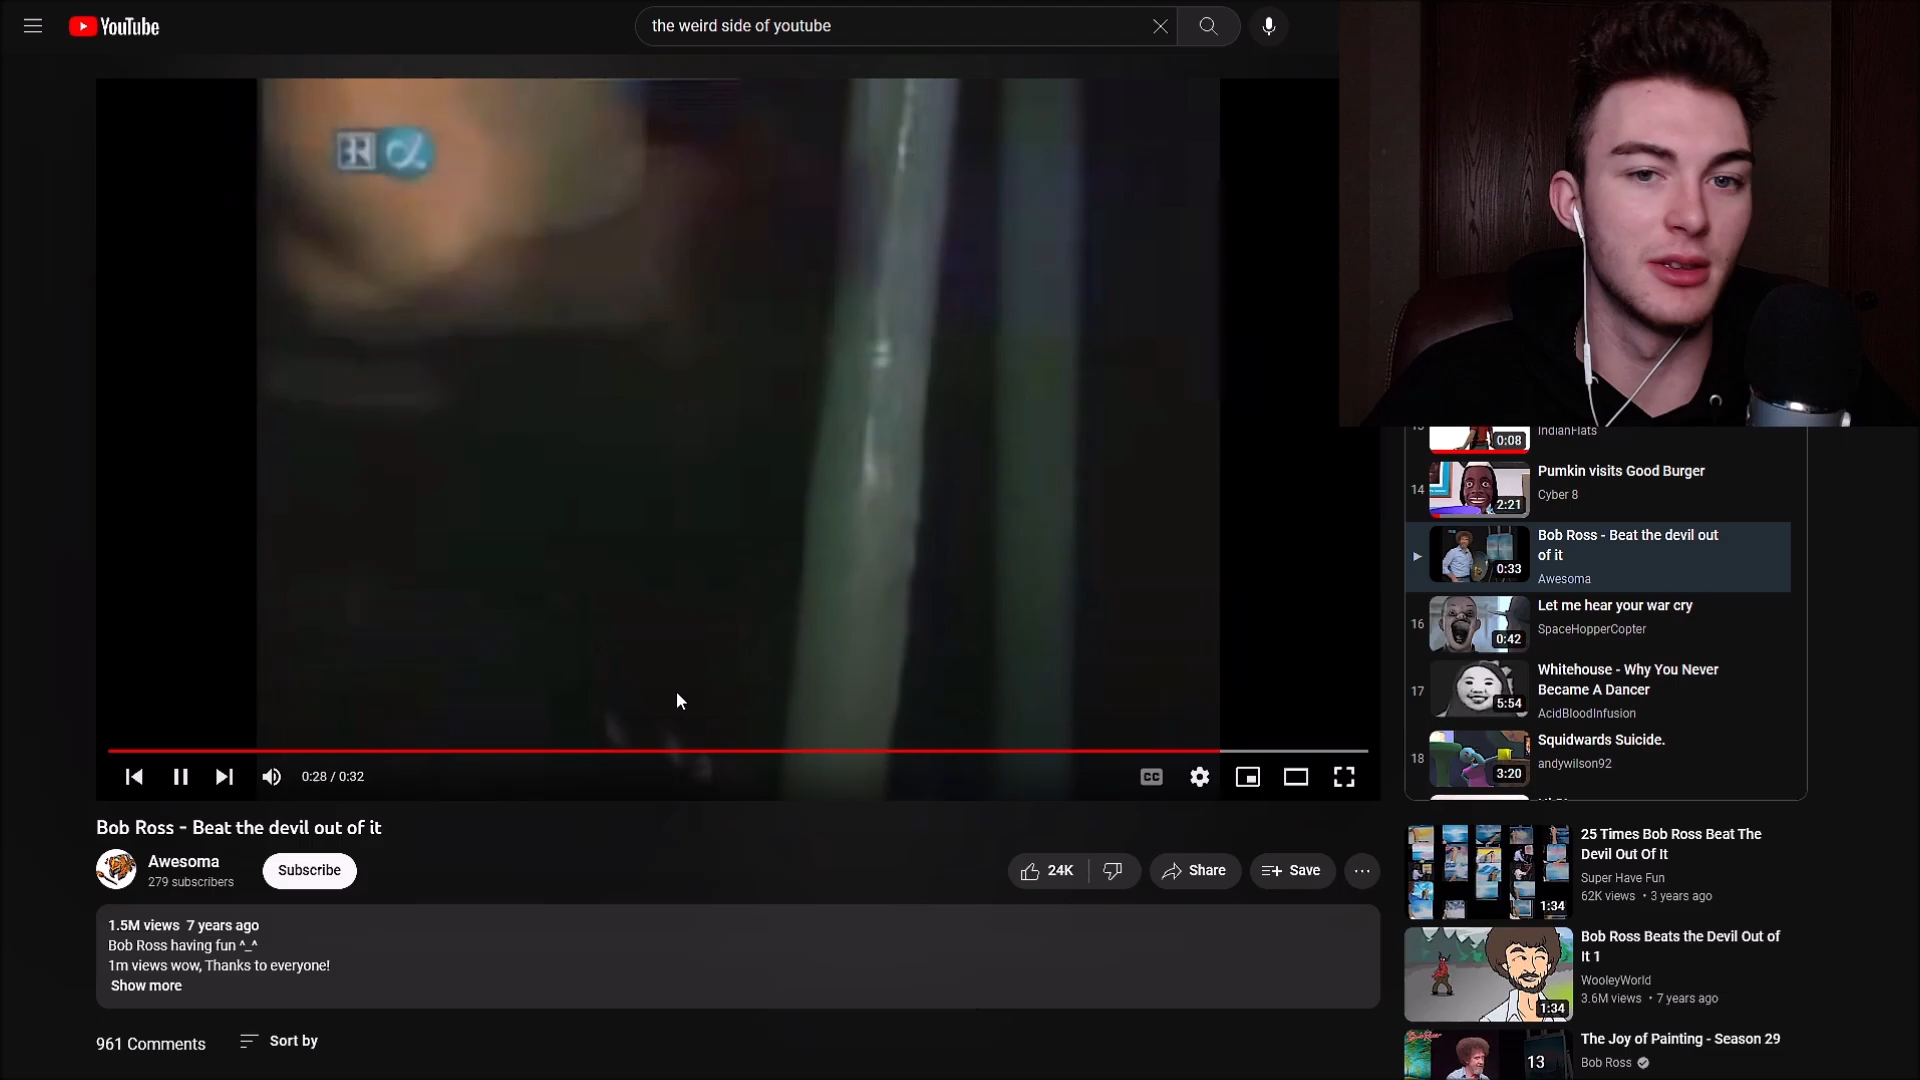 YouTube
the weird side of youtube
BR α
0:28 / 0:32
CC
Bob Ross - Beat the devil out of it
Awesoma
279 subscribers
Subscribe
24K
Share
Save
1.5M views 7 years ago
Bob Ross having fun ^_^
1m views wow, Thanks to everyone!
Show more
961 Comments
Sort by
0:08
IndianFlats
14
2:21
Pumkin visits Good Burger
Cyber 8
0:33
Bob Ross - Beat the devil out
of it
Awesoma
16
0:42
Let me hear your war cry
SpaceHopperCopter
17
5:54
Whitehouse - Why You Never
Became A Dancer
AcidBloodInfusion
18
3:20
Squidwards Suicide.
andywilson92
1:34
25 Times Bob Ross Beat The
Devil Out Of It
Super Have Fun
62K views • 3 years ago
1:34
Bob Ross Beats the Devil Out of
It 1
WooleyWorld
3.6M views • 7 years ago
13
The Joy of Painting - Season 29
Bob Ross